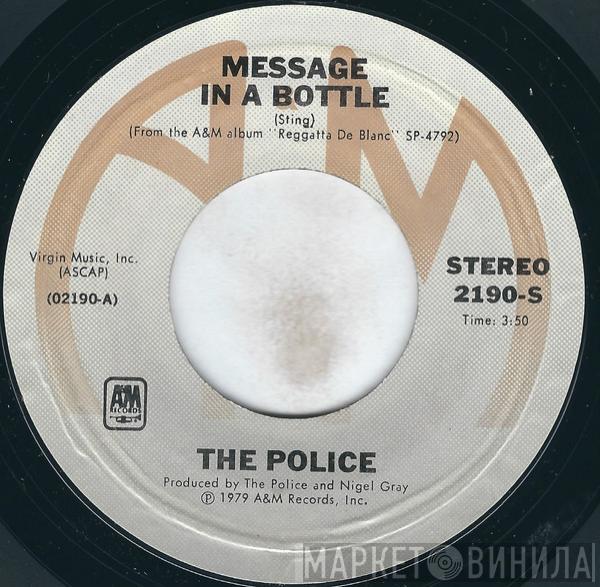 MESSAGE
IN A BOTTLE
(Sting)
(From the A&M album "Reggatta De Blanc" SP-4792)
Virgin Music, Inc.
(ASCAP)
(02190-A)
STEREO
2190-S
Time: 3:50
A&M
RECORDS
THE POLICE
Produced by The Police and Nigel Gray
Ⓟ 1979 A&M Records, Inc.
МАРКЕТ ВИНИЛА